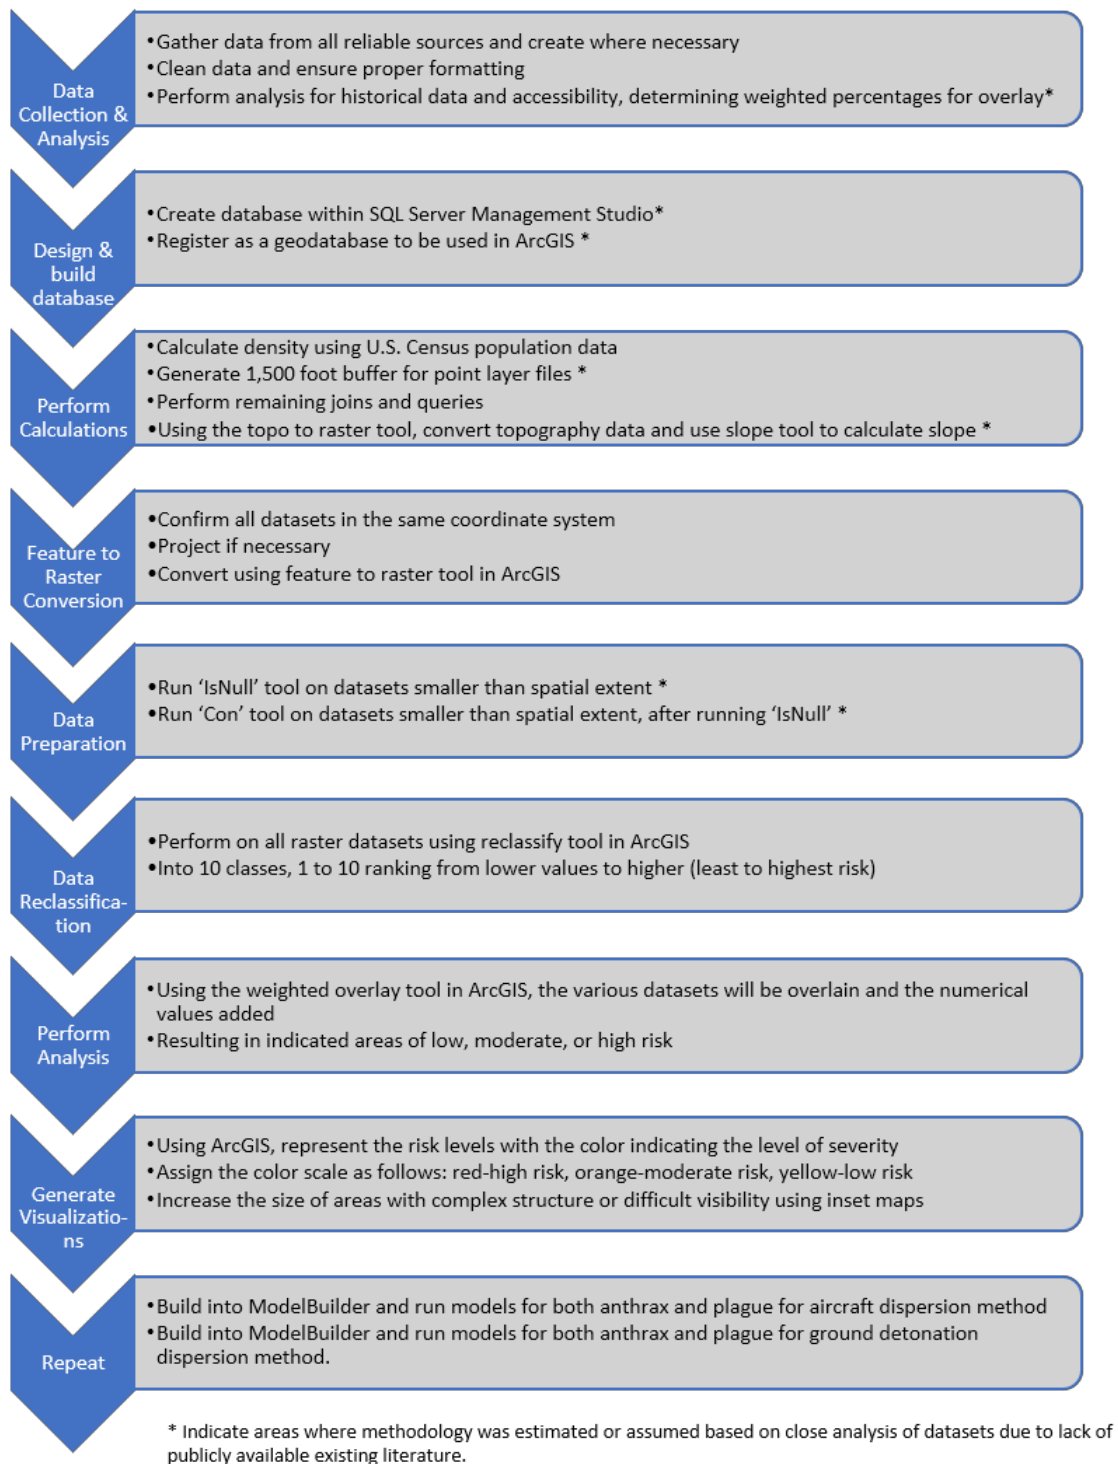 Data
Collection &
Analysis
•Gather data from all reliable sources and create where necessary
•Clean data and ensure proper formatting
•Perform analysis for historical data and accessibility, determining weighted percentages for overlay*
Design &
build
database
•Create database within SQL Server Management Studio*
•Register as a geodatabase to be used in ArcGIS *
Perform
Calculations
•Calculate density using U.S. Census population data
•Generate 1,500 foot buffer for point layer files *
•Perform remaining joins and queries
•Using the topo to raster tool, convert topography data and use slope tool to calculate slope *
Feature to
Raster
Conversion
•Confirm all datasets in the same coordinate system
•Project if necessary
•Convert using feature to raster tool in ArcGIS
Data
Preparation
•Run ‘IsNull’ tool on datasets smaller than spatial extent *
•Run ‘Con’ tool on datasets smaller than spatial extent, after running ‘IsNull’ *
Data
Reclassifica-
tion
•Perform on all raster datasets using reclassify tool in ArcGIS
•Into 10 classes, 1 to 10 ranking from lower values to higher (least to highest risk)
Perform
Analysis
•Using the weighted overlay tool in ArcGIS, the various datasets will be overlain and the numerical
values added
•Resulting in indicated areas of low, moderate, or high risk
Generate
Visualizatio-
ns
•Using ArcGIS, represent the risk levels with the color indicating the level of severity
•Assign the color scale as follows: red-high risk, orange-moderate risk, yellow-low risk
•Increase the size of areas with complex structure or difficult visibility using inset maps
Repeat
•Build into ModelBuilder and run models for both anthrax and plague for aircraft dispersion method
•Build into ModelBuilder and run models for both anthrax and plague for ground detonation
dispersion method.
* Indicate areas where methodology was estimated or assumed based on close analysis of datasets due to lack of
publicly available existing literature.